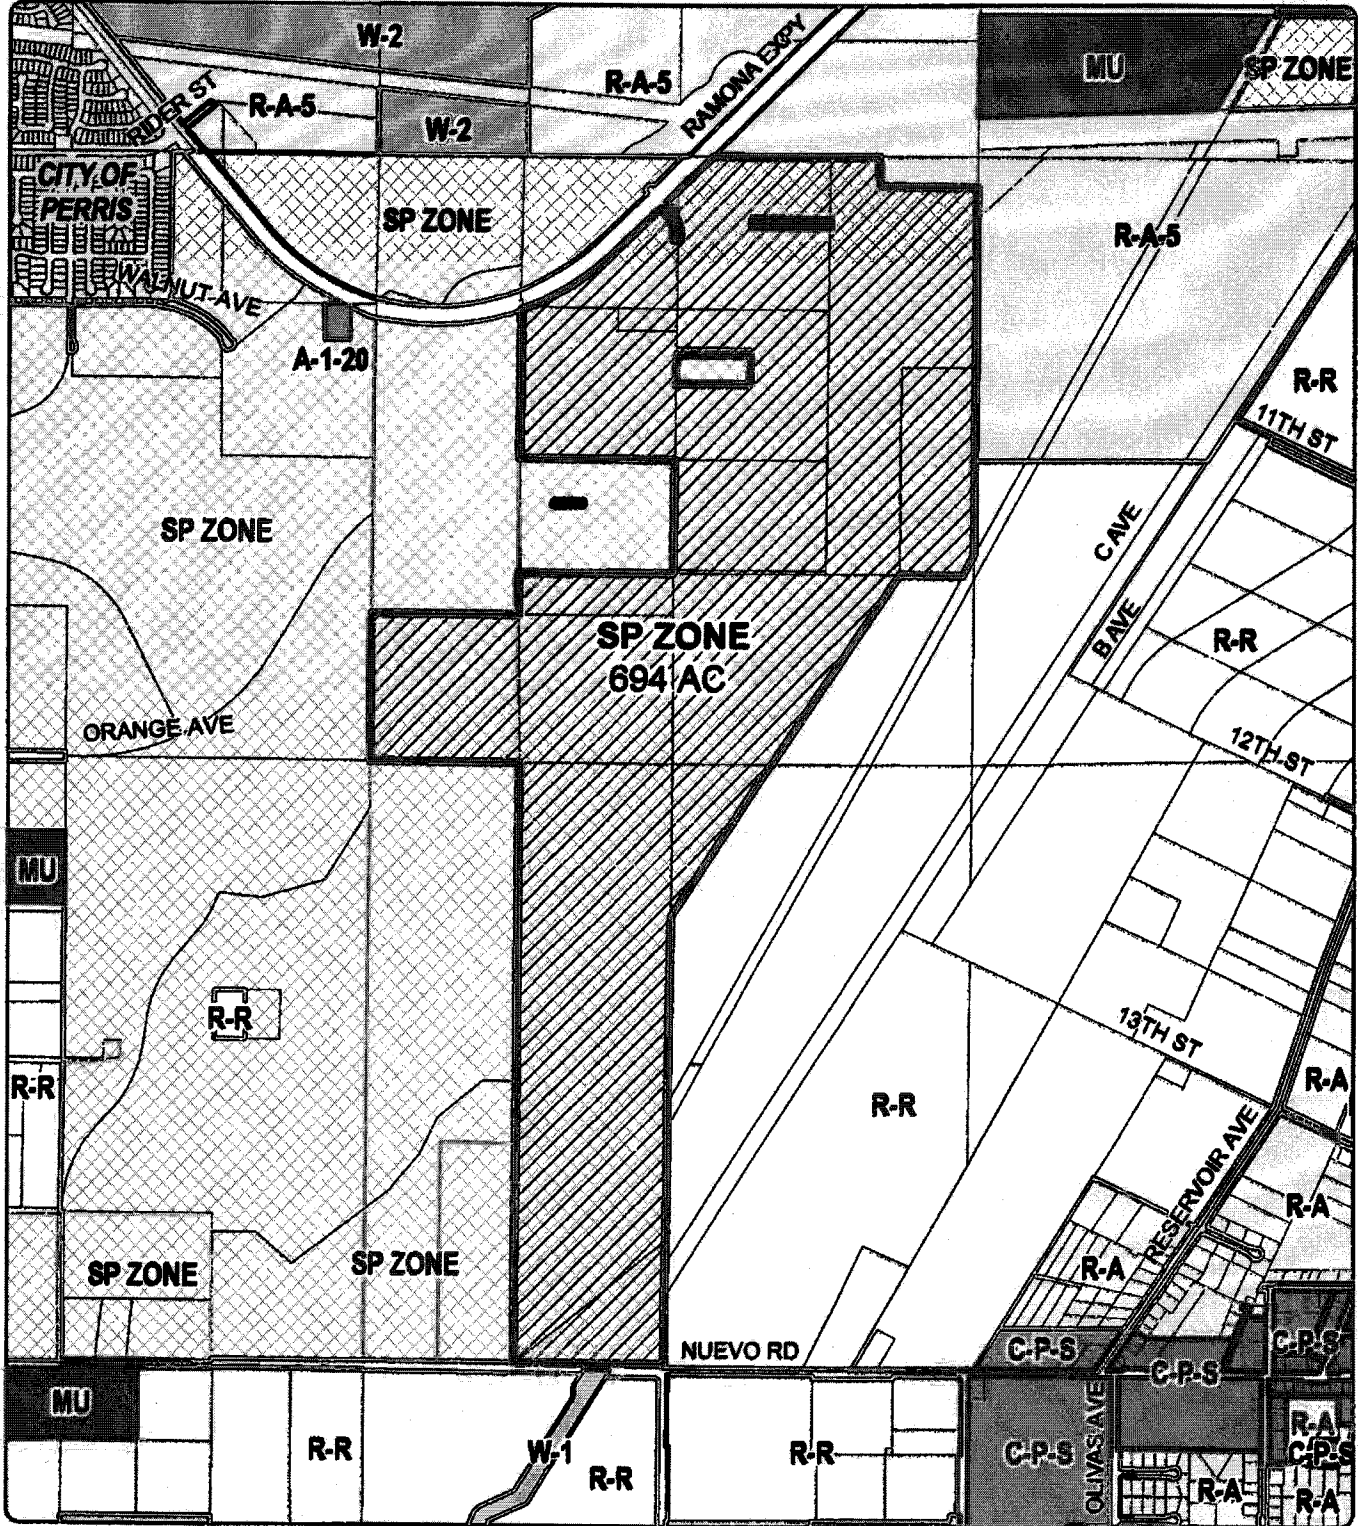 W-2
RAMONA EXPY
MU
SP ZONE
R-A-5
RIDER ST
R-A-5
W-2
CITY OF
PERRIS
SP ZONE
R-A-5
WALNUT AVE
A-1-20
R-R
11TH ST
SP ZONE
C AVE
B AVE
SP ZONE
694 AC
R-R
ORANGE AVE
12TH ST
MU
R-R
13TH ST
R-R
R-R
R-A
RESERVOIR AVE
R-A
SP ZONE
SP ZONE
R-A
NUEVO RD
C-P-S
C-P-S
C-P-S
MU
OLIVAS AVE
R-R
W-1
R-R
R-R
C-P-S
R-A
C-P-S
R-A
R-A